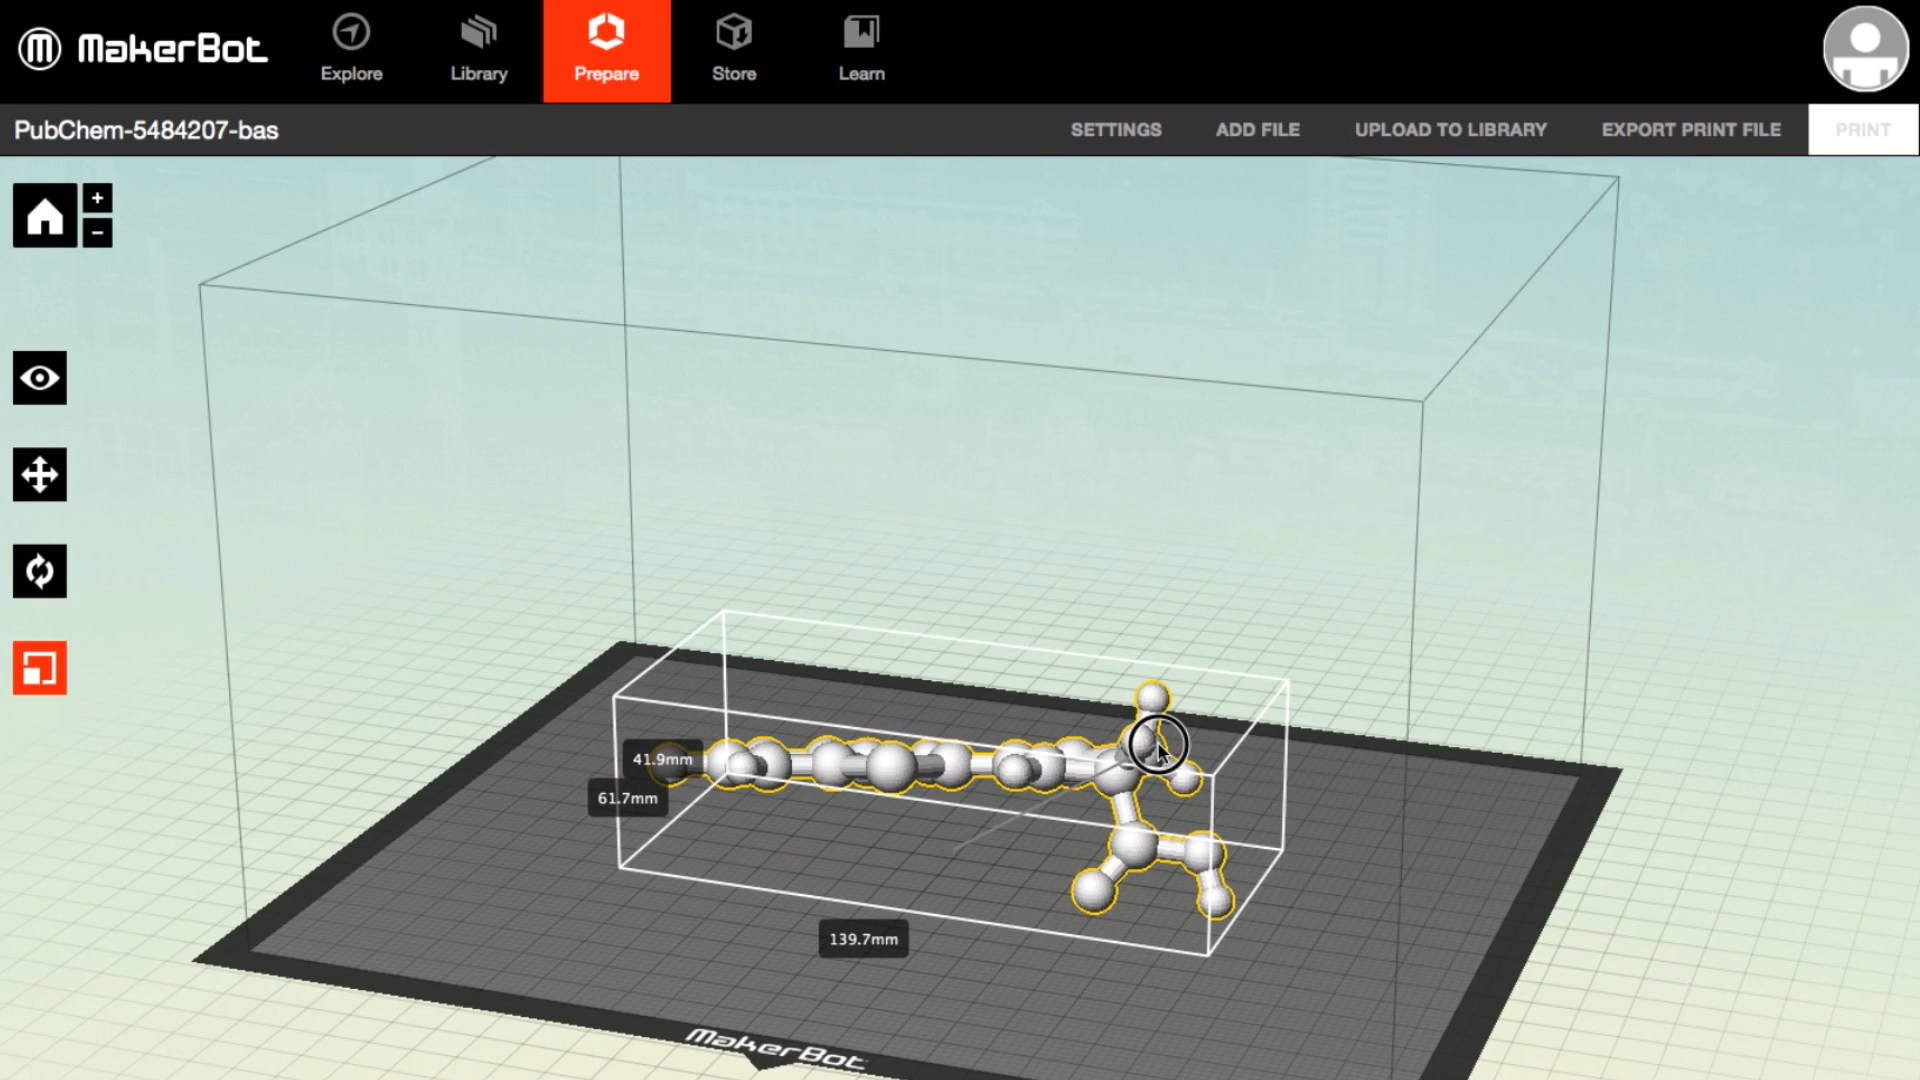 MakerBot
Explore
Library
Prepare
Store
Learn
PubChem-5484207-bas
SETTINGS
ADD FILE
UPLOAD TO LIBRARY
EXPORT PRINT FILE
PRINT
41.9mm
61.7mm
139.7mm
MakerBot